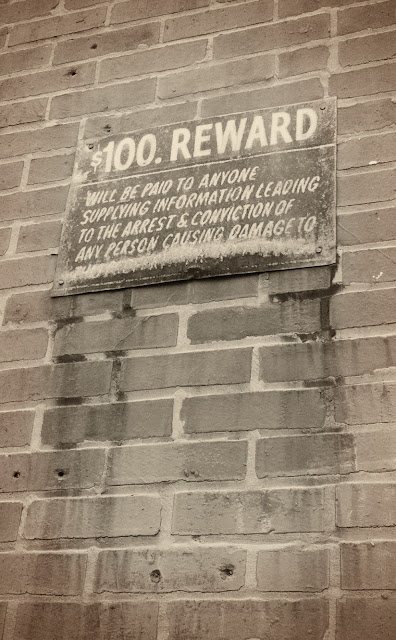 $100. REWARD
WILL BE PAID TO ANYONE
SUPPLYING INFORMATION LEADING
TO THE ARREST & CONVICTION OF
ANY PERSON CAUSING DAMAGE TO